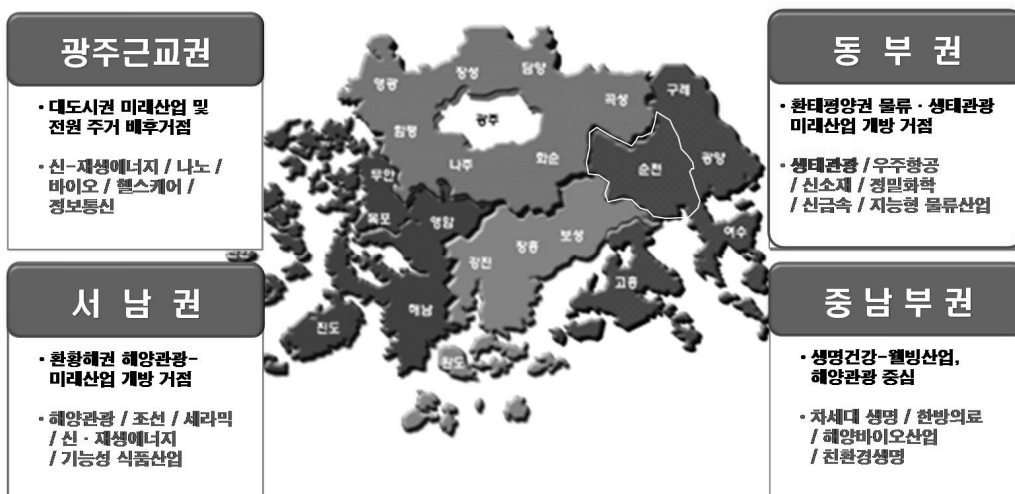 광주근교권
• 대도시권 미래산업 및
전원 주거 배후거점
• 신-재생에너지 / 나노 /
바이오 / 헬스케어 /
정보통신
서 남 권
• 환황해권 해양관광-
미래산업 개방 거점
• 해양관광 / 조선 / 세라믹
/ 신 · 재생에너지
/ 기능성 식품산업
영광
장성
담양
곡성
구례
함평
광주
나주
화순
순천
광양
무안
목포
영암
강진
장흥
보성
여수
고흥
해남
진도
완도
동 부 권
• 환태평양권 물류 · 생태관광
미래산업 개방 거점
• 생태관광 / 우주항공
/ 신소재 / 정밀화학
/ 신금속 / 지능형 물류산업
중 남 부 권
• 생명건강-웰빙산업,
해양관광 중심
• 차세대 생명 / 한방의료
/ 해양바이오산업
/ 친환경생명